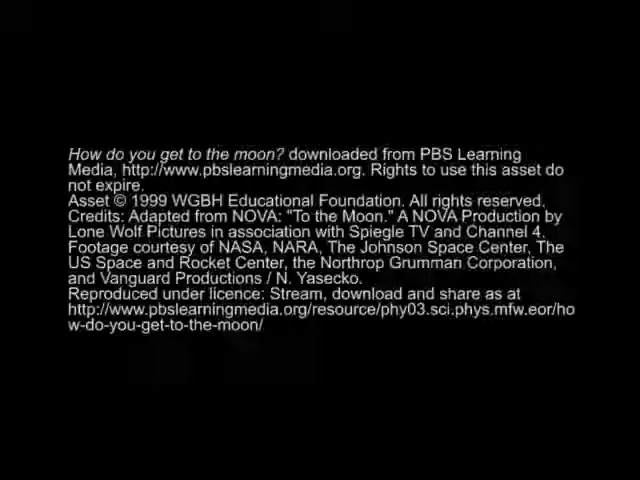 How do you get to the moon? downloaded from PBS Learning
Media, http://www.pbslearningmedia.org. Rights to use this asset do
not expire.
Asset © 1999 WGBH Educational Foundation. All rights reserved.
Credits: Adapted from NOVA: "To the Moon." A NOVA Production by
Lone Wolf Pictures in association with Spiegle TV and Channel 4.
Footage courtesy of NASA, NARA, The Johnson Space Center, The
US Space and Rocket Center, the Northrop Grumman Corporation,
and Vanguard Productions / N. Yasecko.
Reproduced under licence: Stream, download and share as at
http://www.pbslearningmedia.org/resource/phy03.sci.phys.mfw.eor/ho
w-do-you-get-to-the-moon/